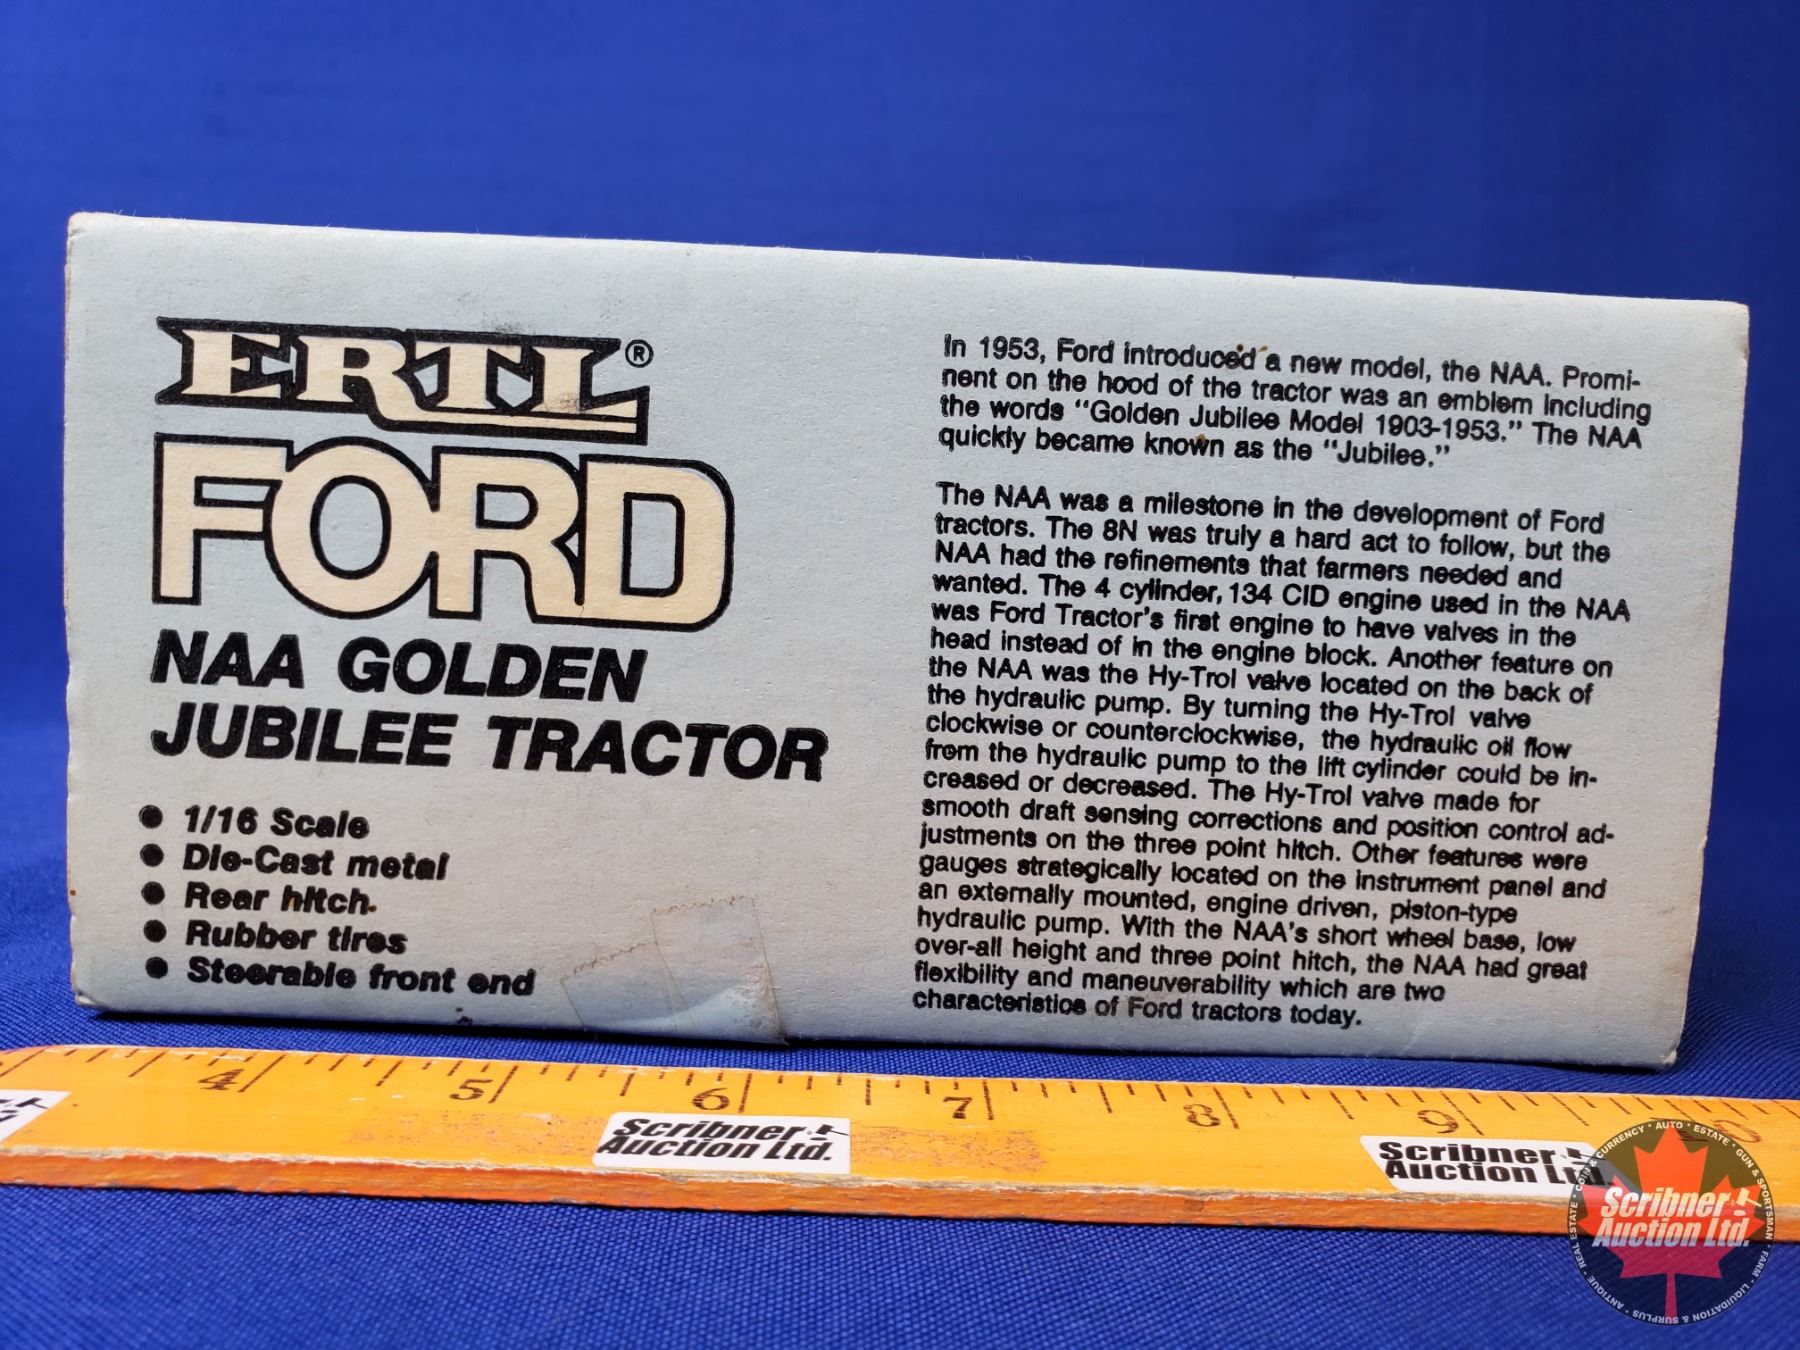 ERTL®
FORD
NAA GOLDEN
JUBILEE TRACTOR
● 1/16 Scale
● Die-Cast metal
● Rear hitch
● Rubber tires
● Steerable front end
In 1953, Ford introduced a new model, the NAA. Promi-
nent on the hood of the tractor was an emblem including
the words "Golden Jubilee Model 1903-1953." The NAA
quickly became known as the "Jubilee."
The NAA was a milestone in the development of Ford
tractors. The 8N was truly a hard act to follow, but the
NAA had the refinements that farmers needed and
wanted. The 4 cylinder, 134 CID engine used in the NAA
was Ford Tractor's first engine to have valves in the
head instead of in the engine block. Another feature on
the NAA was the Hy-Trol valve located on the back of
the hydraulic pump. By turning the Hy-Trol valve
clockwise or counterclockwise, the hydraulic oil flow
from the hydraulic pump to the lift cylinder could be in-
creased or decreased. The Hy-Trol valve made for
smooth draft sensing corrections and position control ad-
justments on the three point hitch. Other features were
gauges strategically located on the instrument panel and
an externally mounted, engine driven, piston-type
hydraulic pump. With the NAA's short wheel base, low
over-all height and three point hitch, the NAA had great
flexibility and maneuverability which are two
characteristics of Ford tractors today.
4 5 6 7 8 9
Scribner
Auction Ltd.
Scribner
Auction Ltd.
Scribner
Auction Ltd.
ANTIQUE · REAL ESTATE · COIN & CURRENCY · AUTO · ESTATE · GUN & SPORTSMAN · FARM · LIQUIDATION & SURPLUS